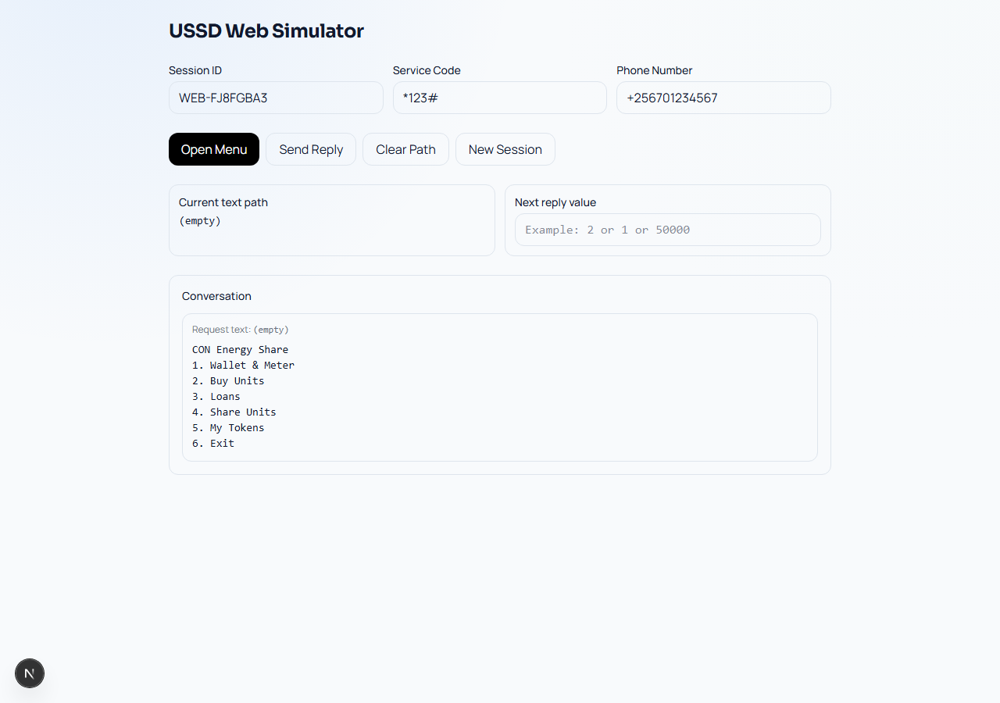 USSD Web Simulator
Session ID
Service Code
Phone Number
WEB-FJ8FGBA3
*123#
+256701234567
Open Menu
Send Reply
Clear Path
New Session
Current text path
(empty)
Next reply value
Example: 2 or 1 or 50000
Conversation
Request text: (empty)
CON Energy Share
1. Wallet & Meter
2. Buy Units
3. Loans
4. Share Units
5. My Tokens
6. Exit
N